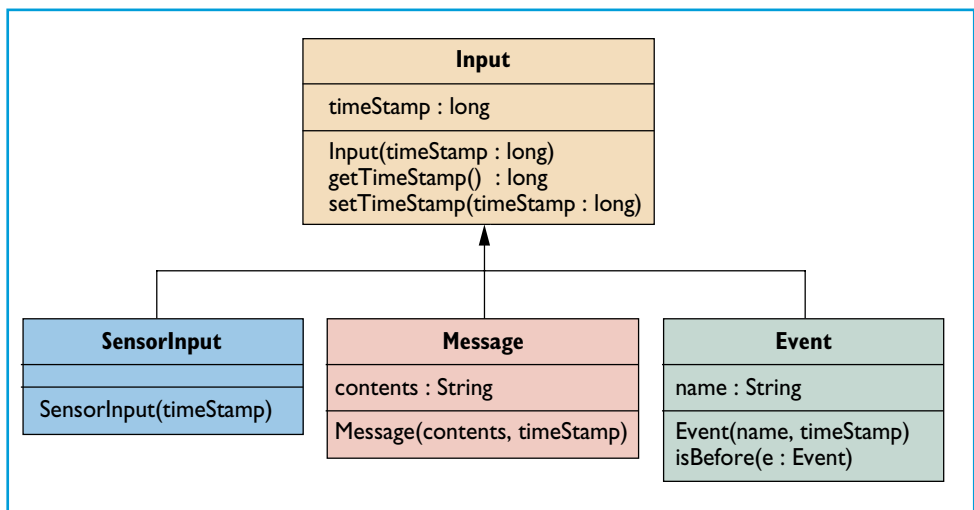 Input
timeStamp : long
Input(timeStamp : long)
getTimeStamp() : long
setTimeStamp(timeStamp : long)
SensorInput
SensorInput(timeStamp)
Message
contents : String
Message(contents, timeStamp)
Event
name : String
Event(name, timeStamp)
isBefore(e : Event)